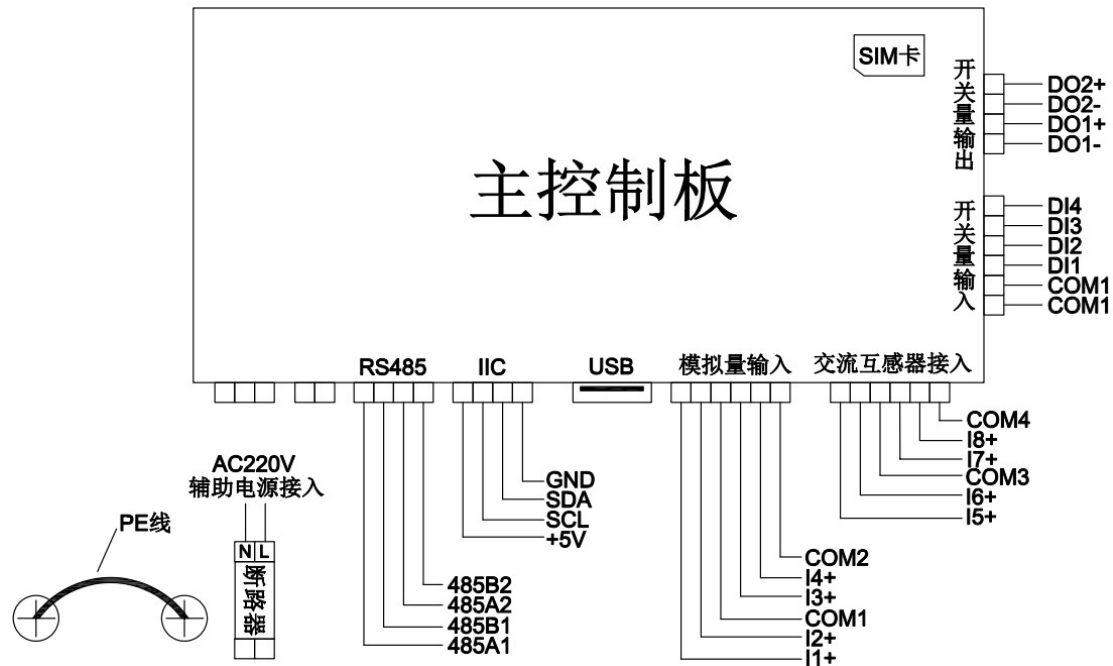 SIM卡
开关量输出
DO2+
DO2-
DO1+
DO1-
主控制板
开关量输入
DI4
DI3
DI2
DI1
COM1
COM1
RS485
IIC
USB
模拟量输入
交流互感器接入
COM4
I8+
I7+
COM3
I6+
I5+
AC220V
辅助电源接入
GND
SDA
SCL
+5V
PE线
N L
断路器
485B2
485A2
485B1
485A1
COM2
I4+
I3+
COM1
I2+
I1+